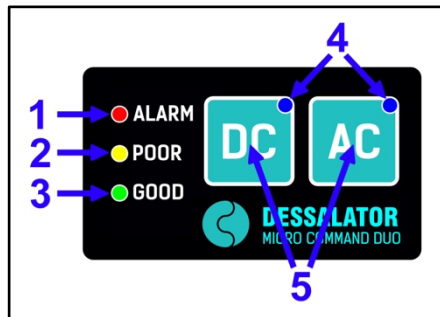 4
1 ALARM DC AC
2 POOR
3 GOOD
DESSALATOR
MICRO COMMAND DUO
5